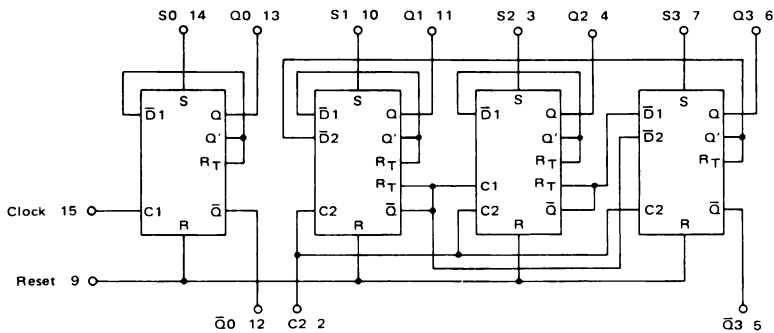 S0 14 Q0 13 S1 10 Q1 11 S2 3 Q2 4 S3 7 Q3 6
S S S S
D̅1 Q D̅1 Q D̅1 Q D̅1 Q
Q' D̅2 Q' Q' D̅2 Q'
RT RT RT RT
RT C1 RT
Clock 15 C1 Q̅ C2 Q̅ C2 Q̅ C2 Q̅
R R R R
Reset 9
Q̅0 12 C2 2 Q̅3 5